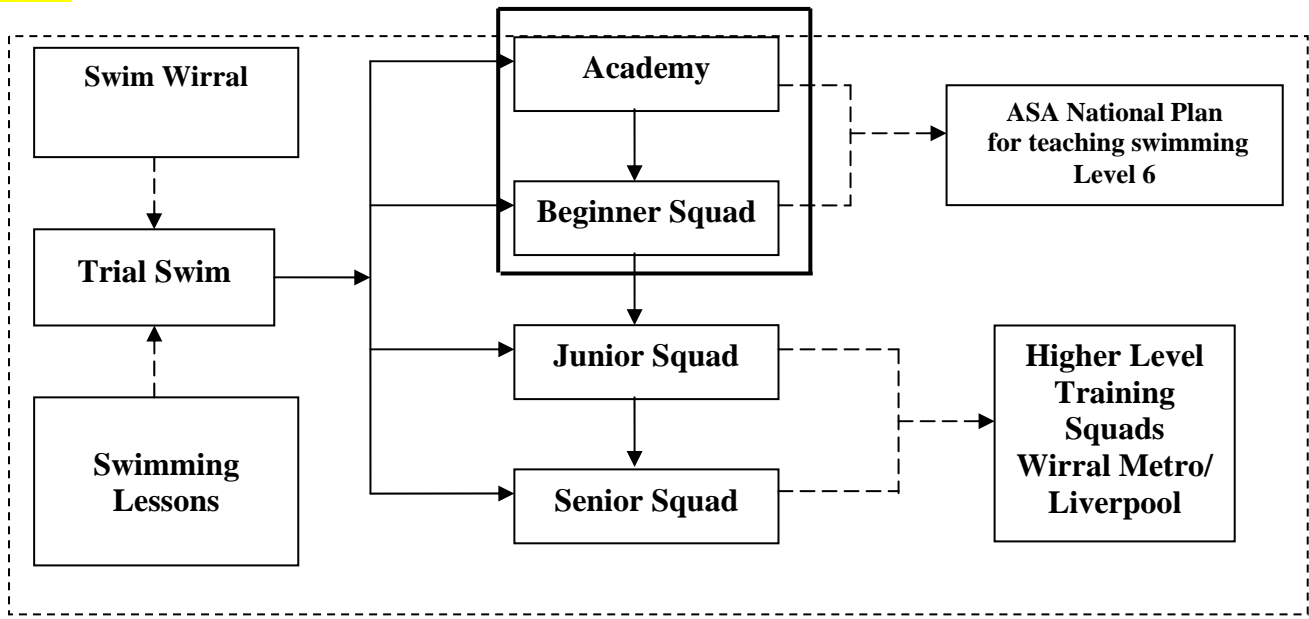 Swim Wirral
Trial Swim
Swimming
Lessons
Academy
Beginner Squad
Junior Squad
Senior Squad
ASA National Plan
for teaching swimming
Level 6
Higher Level
Training
Squads
Wirral Metro/
Liverpool